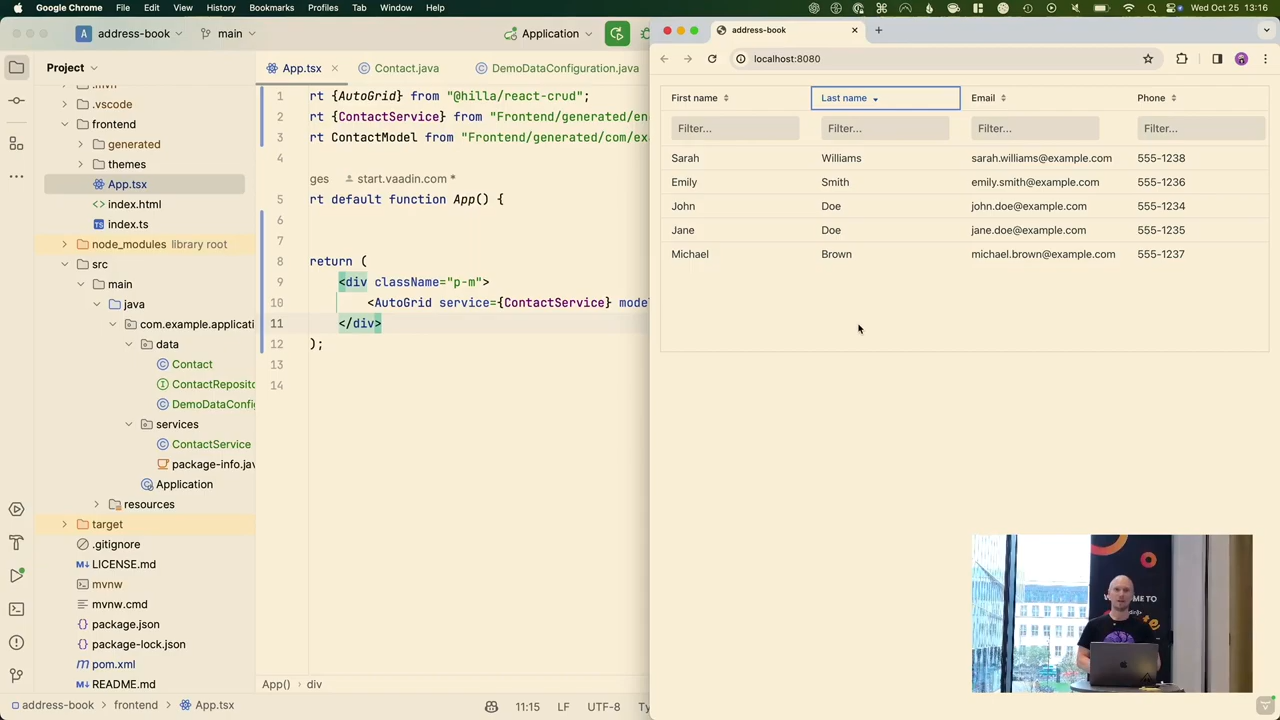 Google Chrome File Edit View History Bookmarks Profiles Tab Window Help
Wed Oct 25 13:16
A address-book
main
Application
Project
.vscode
frontend
generated
themes
App.tsx
index.html
index.ts
node_modules library root
src
main
java
com.example.applicati
data
Contact
ContactReposito
DemoDataConfig
services
ContactService
package-info.jav
Application
resources
target
.gitignore
LICENSE.md
mvnw
mvnw.cmd
package.json
package-lock.json
pom.xml
README.md
App.tsx Contact.java DemoDataConfiguration.java
1 rt {AutoGrid} from "@hilla/react-crud";
2 rt {ContactService} from "Frontend/generated/en
3 rt ContactModel from "Frontend/generated/com/exa
4
ges start.vaadin.com *
5 rt default function App() {
6
7
8 return (
9 <div className="p-m">
10 <AutoGrid service={ContactService} model
11 </div>
12 );
13
14
App() › div
address-book › frontend › App.tsx
11:15 LF UTF-8 Ty
address-book
localhost:8080
First name Last name Email Phone
Filter... Filter... Filter... Filter...
Sarah Williams sarah.williams@example.com 555-1238
Emily Smith emily.smith@example.com 555-1236
John Doe john.doe@example.com 555-1234
Jane Doe jane.doe@example.com 555-1235
Michael Brown michael.brown@example.com 555-1237